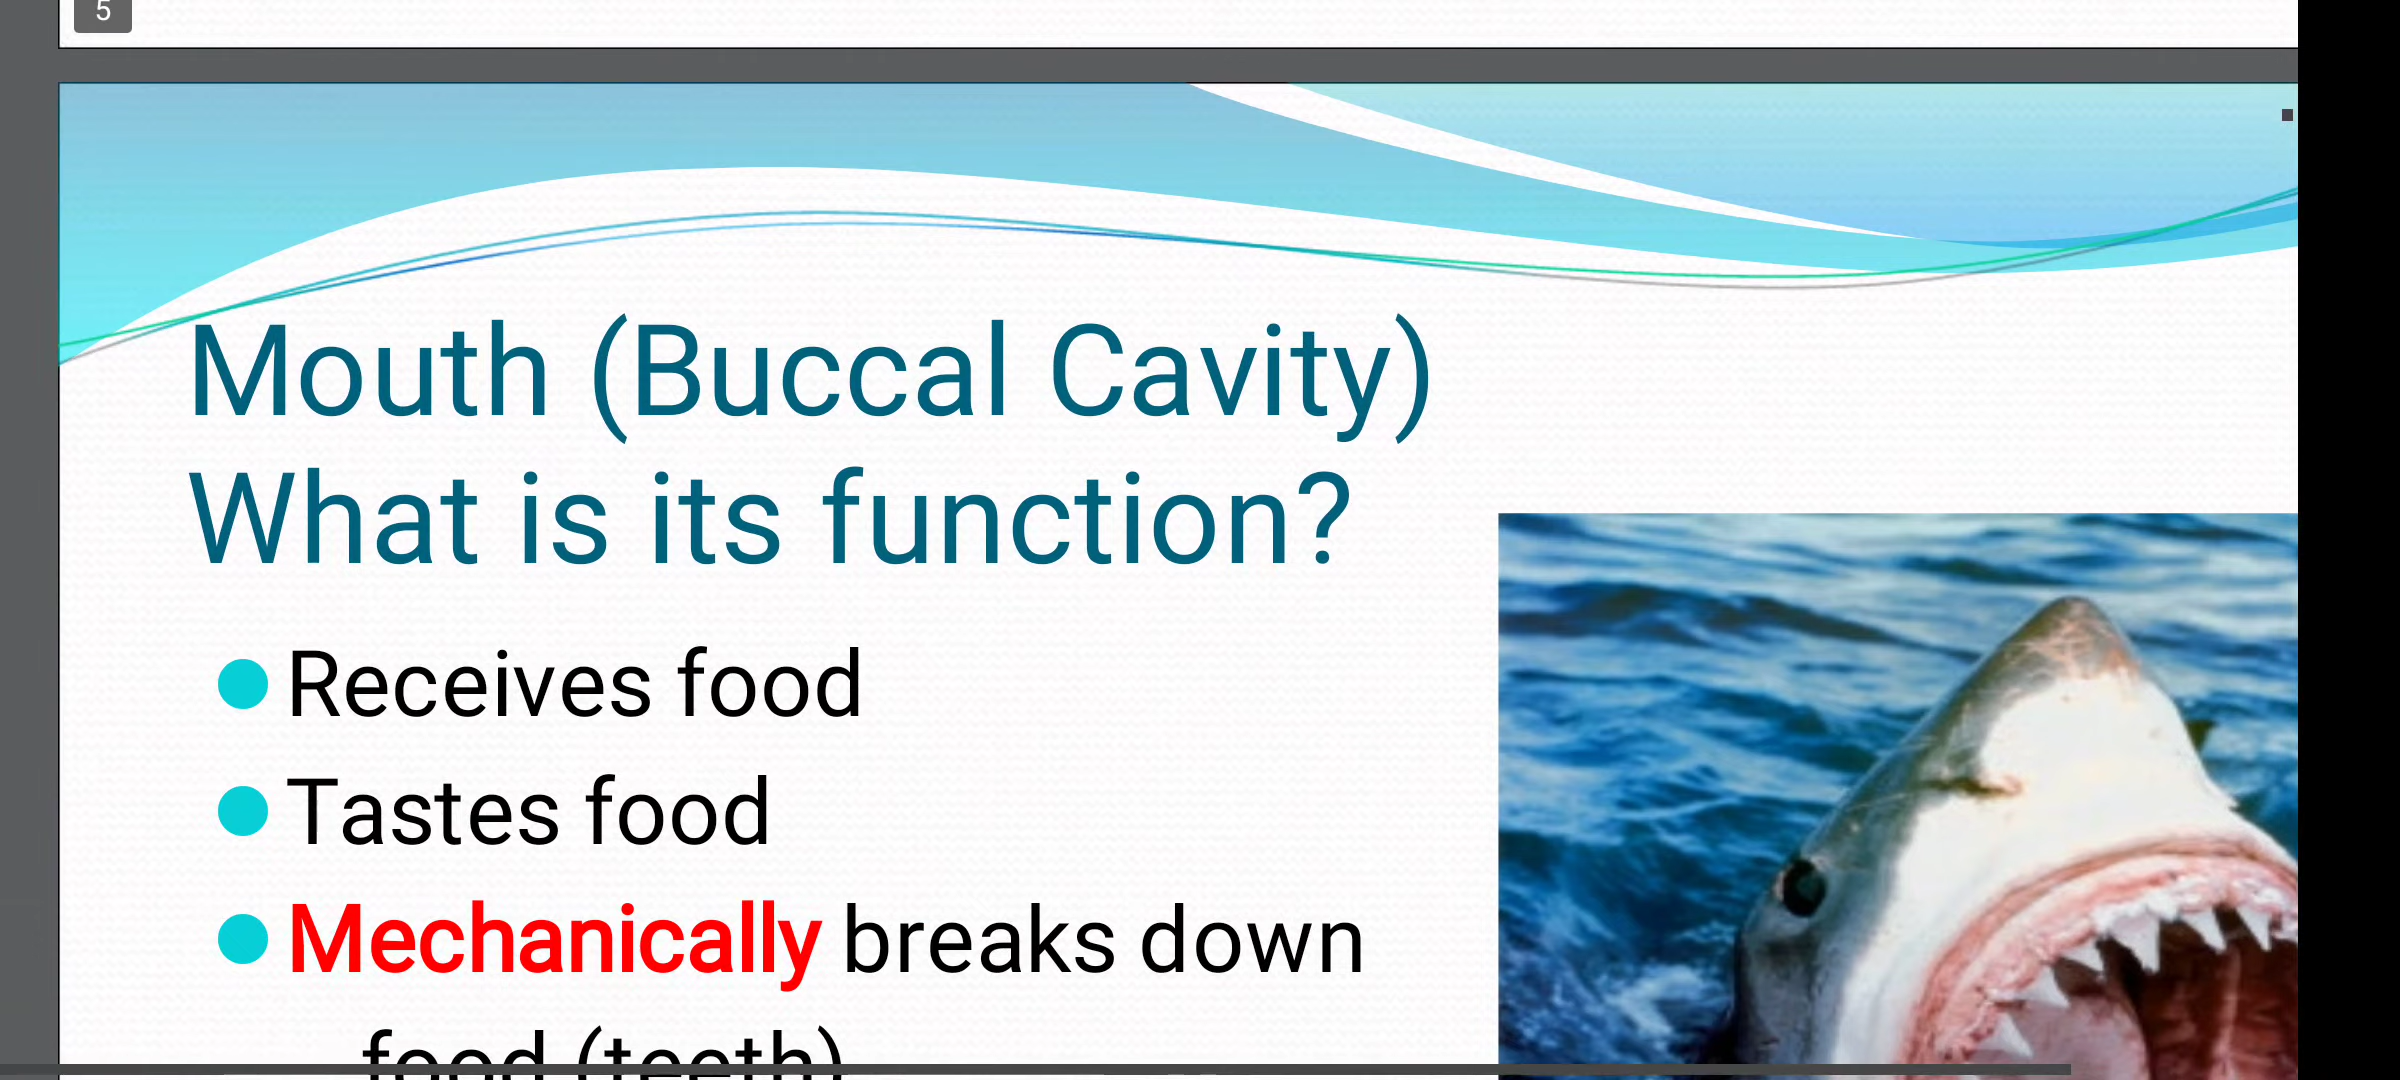 5
Mouth (Buccal Cavity)
What is its function?
Receives food
Tastes food
Mechanically breaks down
food (teeth)